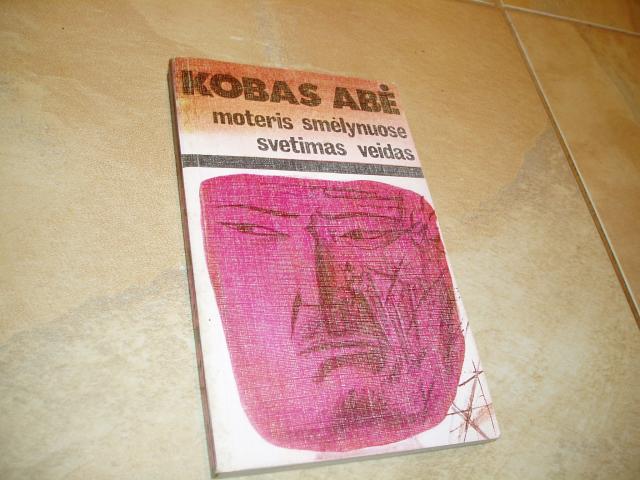 KOBAS ABĖ
moteris smėlynuose
svetimas veidas